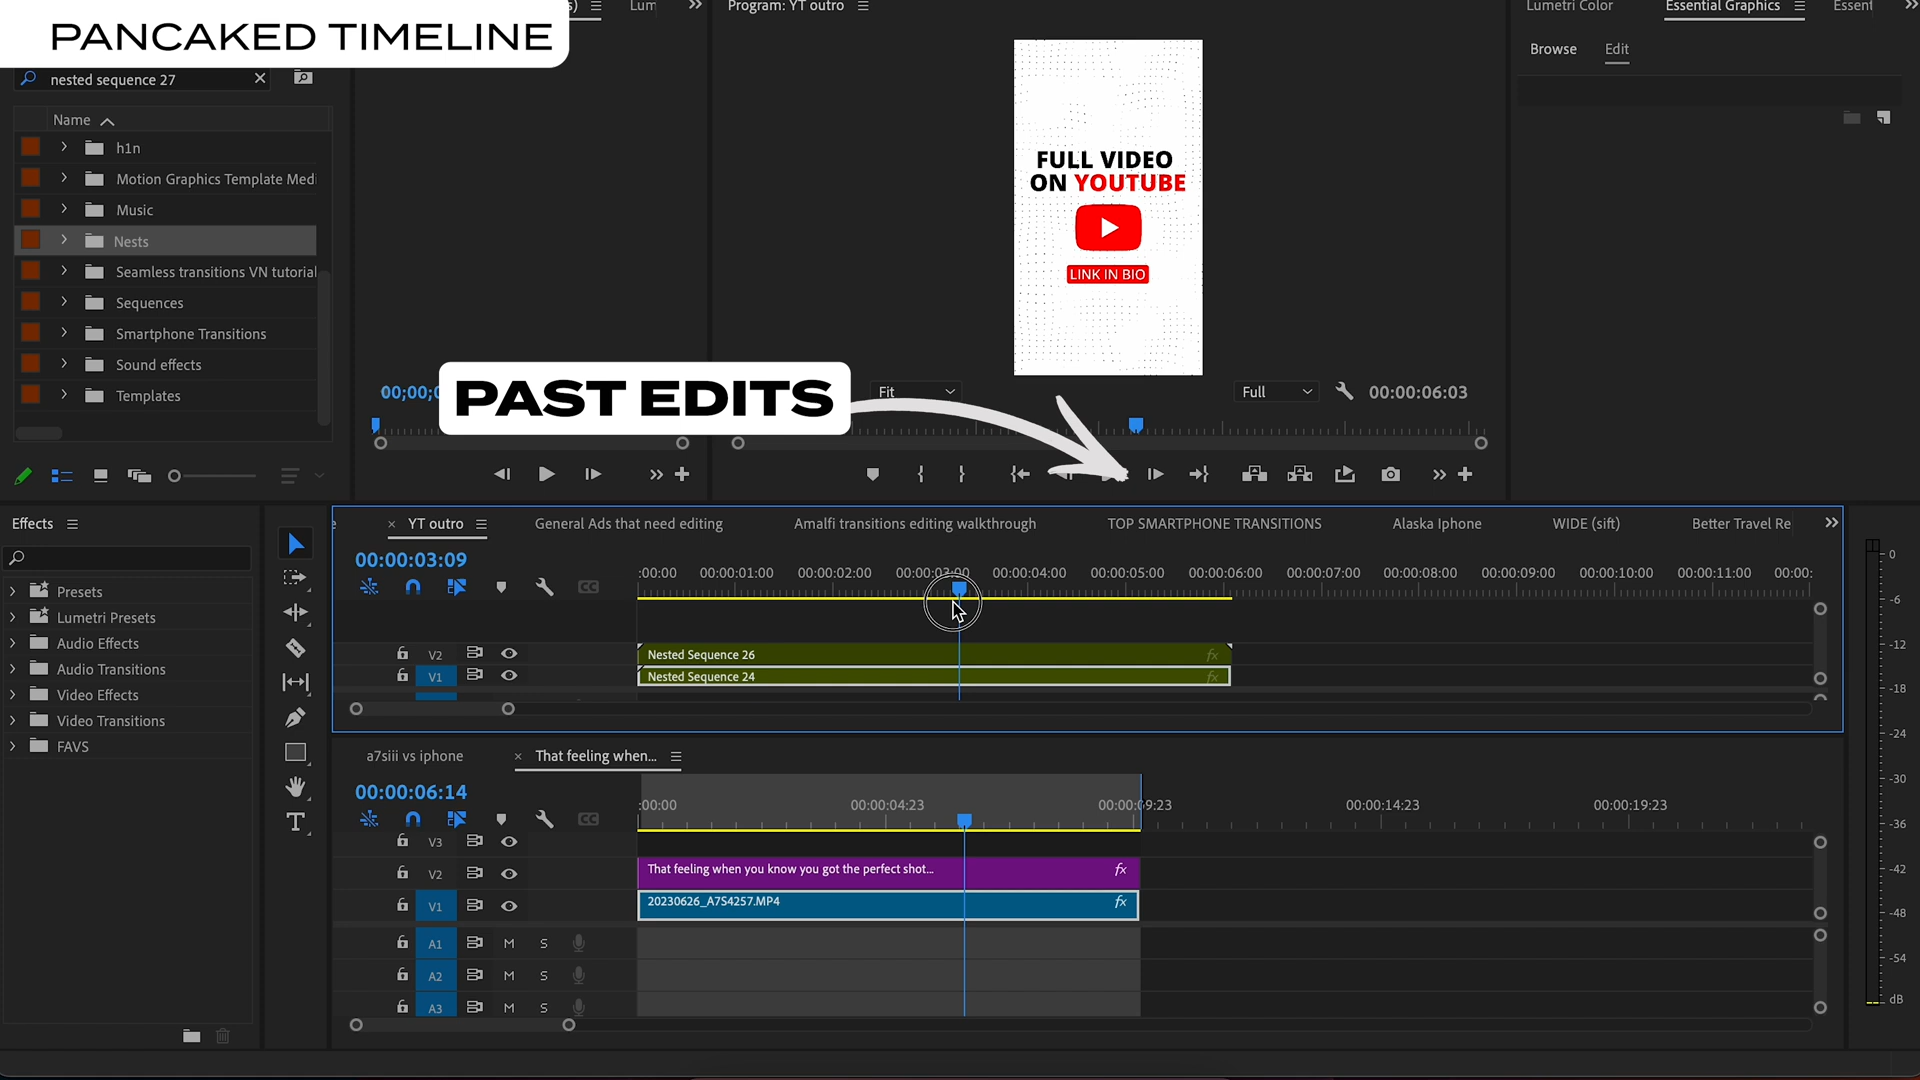 PANCAKED TIMELINE
s)
Lum
Program: YT outro
Lumetri Color
Essential Graphics
Essent
Browse
Edit
nested sequence 27
Name
h1n
Motion Graphics Template Medi
Music
Nests
Seamless transitions VN tutorial
Sequences
Smartphone Transitions
Sound effects
Templates
FULL VIDEO
ON YOUTUBE
LINK IN BIO
00;00;0
PAST EDITS
Fit
Full
00:00:06:03
Effects
Presets
Lumetri Presets
Audio Effects
Audio Transitions
Video Effects
Video Transitions
FAVS
YT outro
General Ads that need editing
Amalfi transitions editing walkthrough
TOP SMARTPHONE TRANSITIONS
Alaska Iphone
WIDE (sift)
Better Travel Re
00:00:03:09
:00:00
00:00:01:00
00:00:02:00
00:00:03:00
00:00:04:00
00:00:05:00
00:00:06:00
00:00:07:00
00:00:08:00
00:00:09:00
00:00:10:00
00:00:11:00
00:00:
CC
V2
Nested Sequence 26
fx
V1
Nested Sequence 24
fx
a7siii vs iphone
That feeling when...
00:00:06:14
:00:00
00:00:04:23
00:00:09:23
00:00:14:23
00:00:19:23
CC
V3
V2
That feeling when you know you got the perfect shot...
fx
V1
20230626_A7S4257.MP4
fx
A1
M
S
A2
M
S
A3
M
S
0
-6
-12
-18
-24
-30
-36
-42
-48
-54
dB